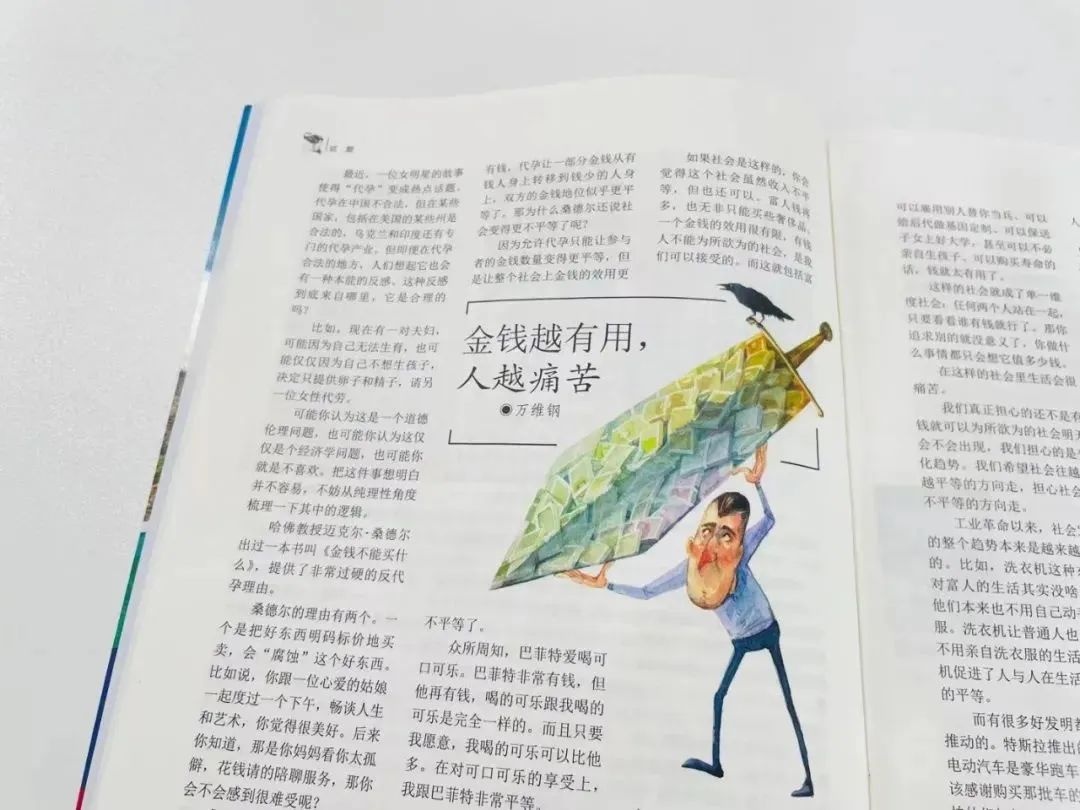 最近，一位女明星的故事
使得“代孕”变成热点话题。
代孕在中国不合法，但在某些
国家，包括在美国的某些州是
合法的，乌克兰和印度还有专
门的代孕产业。但即便在代孕
合法的地方，人们想起它也会
有一种本能的反感。这种反感
到底来自哪里，它是合理的
吗？
比如，现在有一对夫妇，
可能因为自己无法生育，也可
能仅仅因为自己不想生孩子，
决定只提供卵子和精子，请另
一位女性代劳。
可能你认为这是一个道德
伦理问题，也可能你认为这仅
仅是个经济学问题，也可能你
就是不喜欢。把这件事想明白
并不容易，不妨从纯理性角度
梳理一下其中的逻辑。
哈佛教授迈克尔·桑德尔
出过一本书叫《金钱不能买什
么》，提供了非常过硬的反代
孕理由。
桑德尔的理由有两个。一
个是把好东西明码标价地买
卖，会“腐蚀”这个好东西。
比如说，你跟一位心爱的姑娘
一起度过一个下午，畅谈人生
和艺术，你觉得很美好。后来
你知道，那是你妈妈看你太孤
僻，花钱请的陪聊服务，那你
会不会感到很难受呢？
有钱，代孕让一部分金钱从有
钱人身上转移到钱少的人身
上，双方的金钱地位似乎更平
等了。那为什么桑德尔还说社
会变得更不平等了呢？
因为允许代孕只能让参与
者的金钱数量变得更平等，但
是让整个社会上金钱的效用更
金钱越有用，
人越痛苦
◉万维钢
不平等了。
众所周知，巴菲特爱喝可
口可乐。巴菲特非常有钱，但
他再有钱，喝的可乐跟我喝的
可乐是完全一样的。而且只要
我愿意，我喝的可乐可以比他
多。在对可口可乐的享受上，
我跟巴菲特非常平等。
如果社会是这样的，你会
觉得这个社会虽然收入不平
等，但也还可以。富人钱再
多，也无非只能买些奢侈品，
一个金钱的效用很有限，有钱
人不能为所欲为的社会，是我
们可以接受的。而这就包括富
可以雇用别人替你当兵、可以
给后代做基因定制、可以保送
子女上好大学，甚至可以不必
亲自生孩子、可以购买寿命的
话，钱就太有用了。
这样的社会就成了单一维
度社会：任何两个人站在一起，
只要看看谁有钱就行了。那你
追求别的就没意义了，你做什
么事情都只会想它值多少钱。
在这样的社会里生活会很
痛苦。
我们真正担心的还不是有
钱就可以为所欲为的社会明天
会不会出现，我们担心的是
化趋势。我们希望社会往越
越平等的方向走，担心社会
不平等的方向走。
工业革命以来，社会
的整个趋势本来是越来越
的。比如，洗衣机这种
对富人的生活其实没啥
他们本来也不用自己动
服。洗衣机让普通人也
不用亲自洗衣服的生活
机促进了人与人在生活
的平等。
而有很多好发明都
推动的。特斯拉推出的
电动汽车是豪华跑车
该感谢购买那批车的